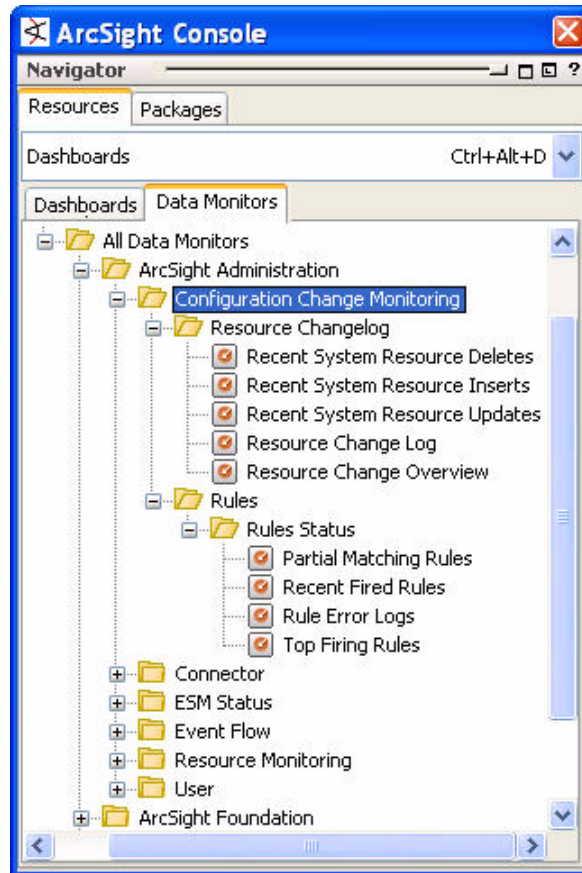 ArcSight Console
Navigator ?
Resources Packages
Dashboards Ctrl+Alt+D
Dashboards Data Monitors
All Data Monitors
ArcSight Administration
Configuration Change Monitoring
Resource Changelog
Recent System Resource Deletes
Recent System Resource Inserts
Recent System Resource Updates
Resource Change Log
Resource Change Overview
Rules
Rules Status
Partial Matching Rules
Recent Fired Rules
Rule Error Logs
Top Firing Rules
Connector
ESM Status
Event Flow
Resource Monitoring
User
ArcSight Foundation